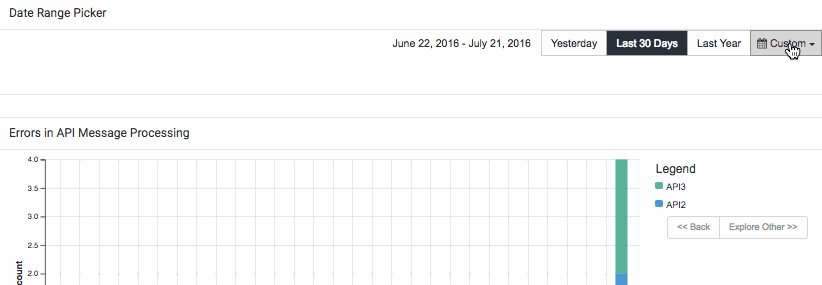 Date Range Picker
June 22, 2016 - July 21, 2016 Yesterday Last 30 Days Last Year Custom
Errors in API Message Processing
4.0
3.5
3.0
2.5
2.0
count
Legend
API3
API2
<< Back Explore Other >>